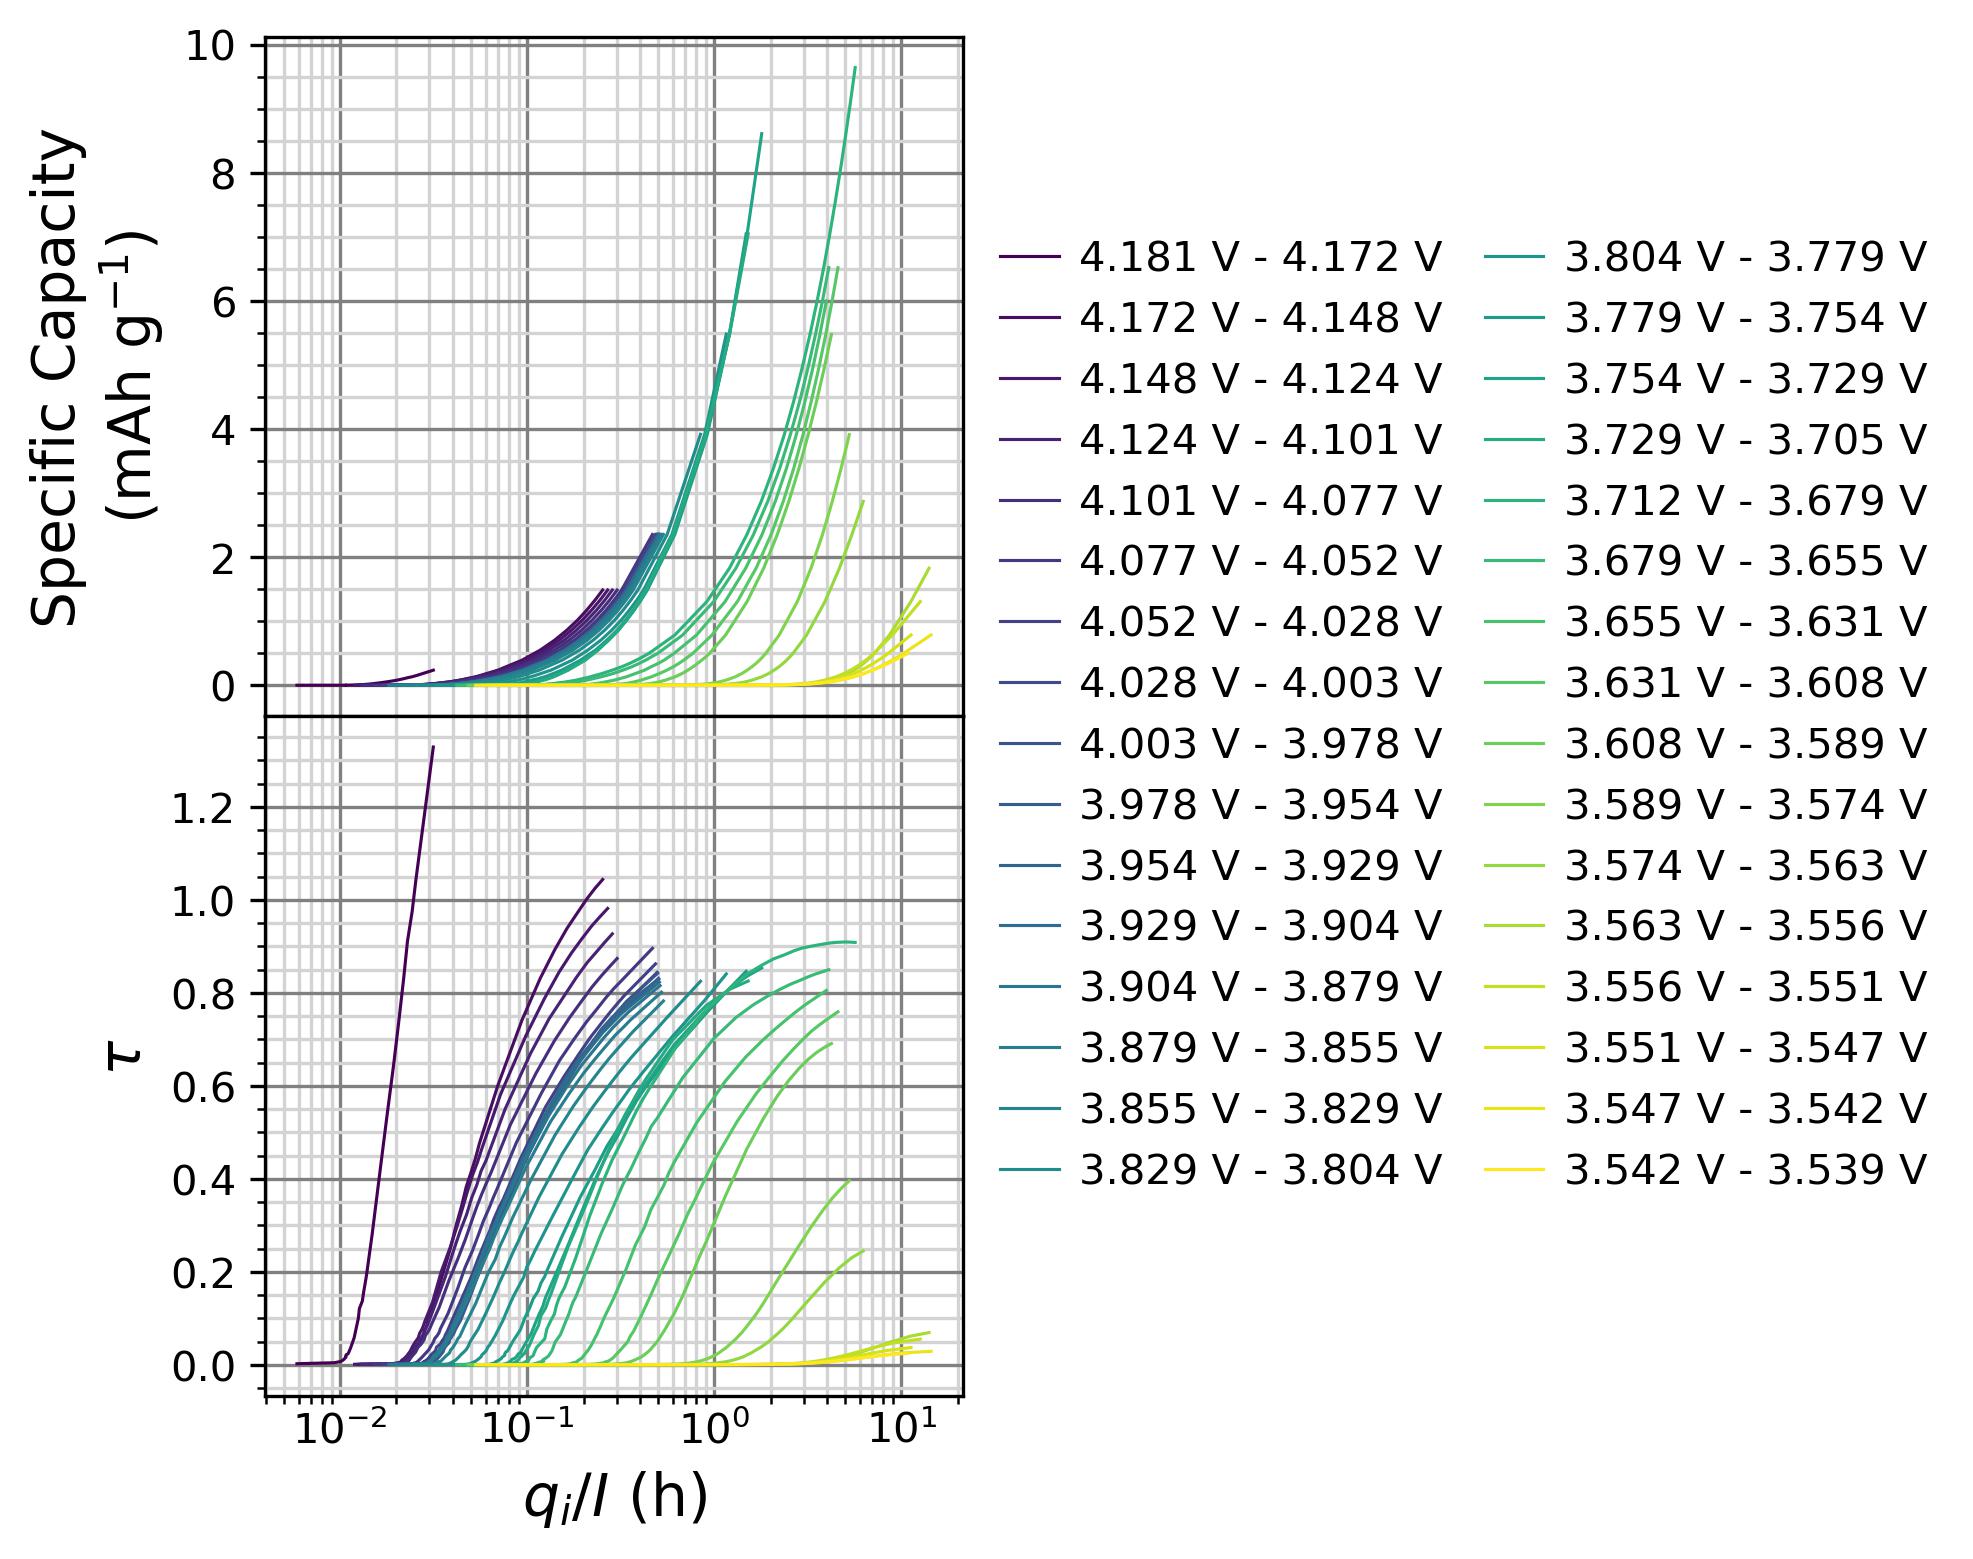 Specific Capacity
(mAh g⁻¹)
10
8
6
4
2
0
τ
1.2
1.0
0.8
0.6
0.4
0.2
0.0
10⁻² 10⁻¹ 10⁰ 10¹
qᵢ/I (h)
4.181 V - 4.172 V
4.172 V - 4.148 V
4.148 V - 4.124 V
4.124 V - 4.101 V
4.101 V - 4.077 V
4.077 V - 4.052 V
4.052 V - 4.028 V
4.028 V - 4.003 V
4.003 V - 3.978 V
3.978 V - 3.954 V
3.954 V - 3.929 V
3.929 V - 3.904 V
3.904 V - 3.879 V
3.879 V - 3.855 V
3.855 V - 3.829 V
3.829 V - 3.804 V
3.804 V - 3.779 V
3.779 V - 3.754 V
3.754 V - 3.729 V
3.729 V - 3.705 V
3.712 V - 3.679 V
3.679 V - 3.655 V
3.655 V - 3.631 V
3.631 V - 3.608 V
3.608 V - 3.589 V
3.589 V - 3.574 V
3.574 V - 3.563 V
3.563 V - 3.556 V
3.556 V - 3.551 V
3.551 V - 3.547 V
3.547 V - 3.542 V
3.542 V - 3.539 V